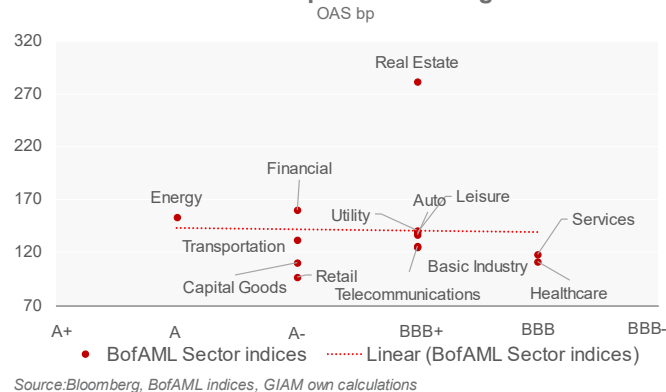 OAS bp
320
270
220
170
120
70
Real Estate
Financial
Energy
Auto
Leisure
Utility
Services
Transportation
Basic Industry
Retail
Capital Goods
Telecommunications
Healthcare
A+ A A- BBB+ BBB BBB-
BofAML Sector indices Linear (BofAML Sector indices)
Source:Bloomberg, BofAML indices, GIAM own calculations